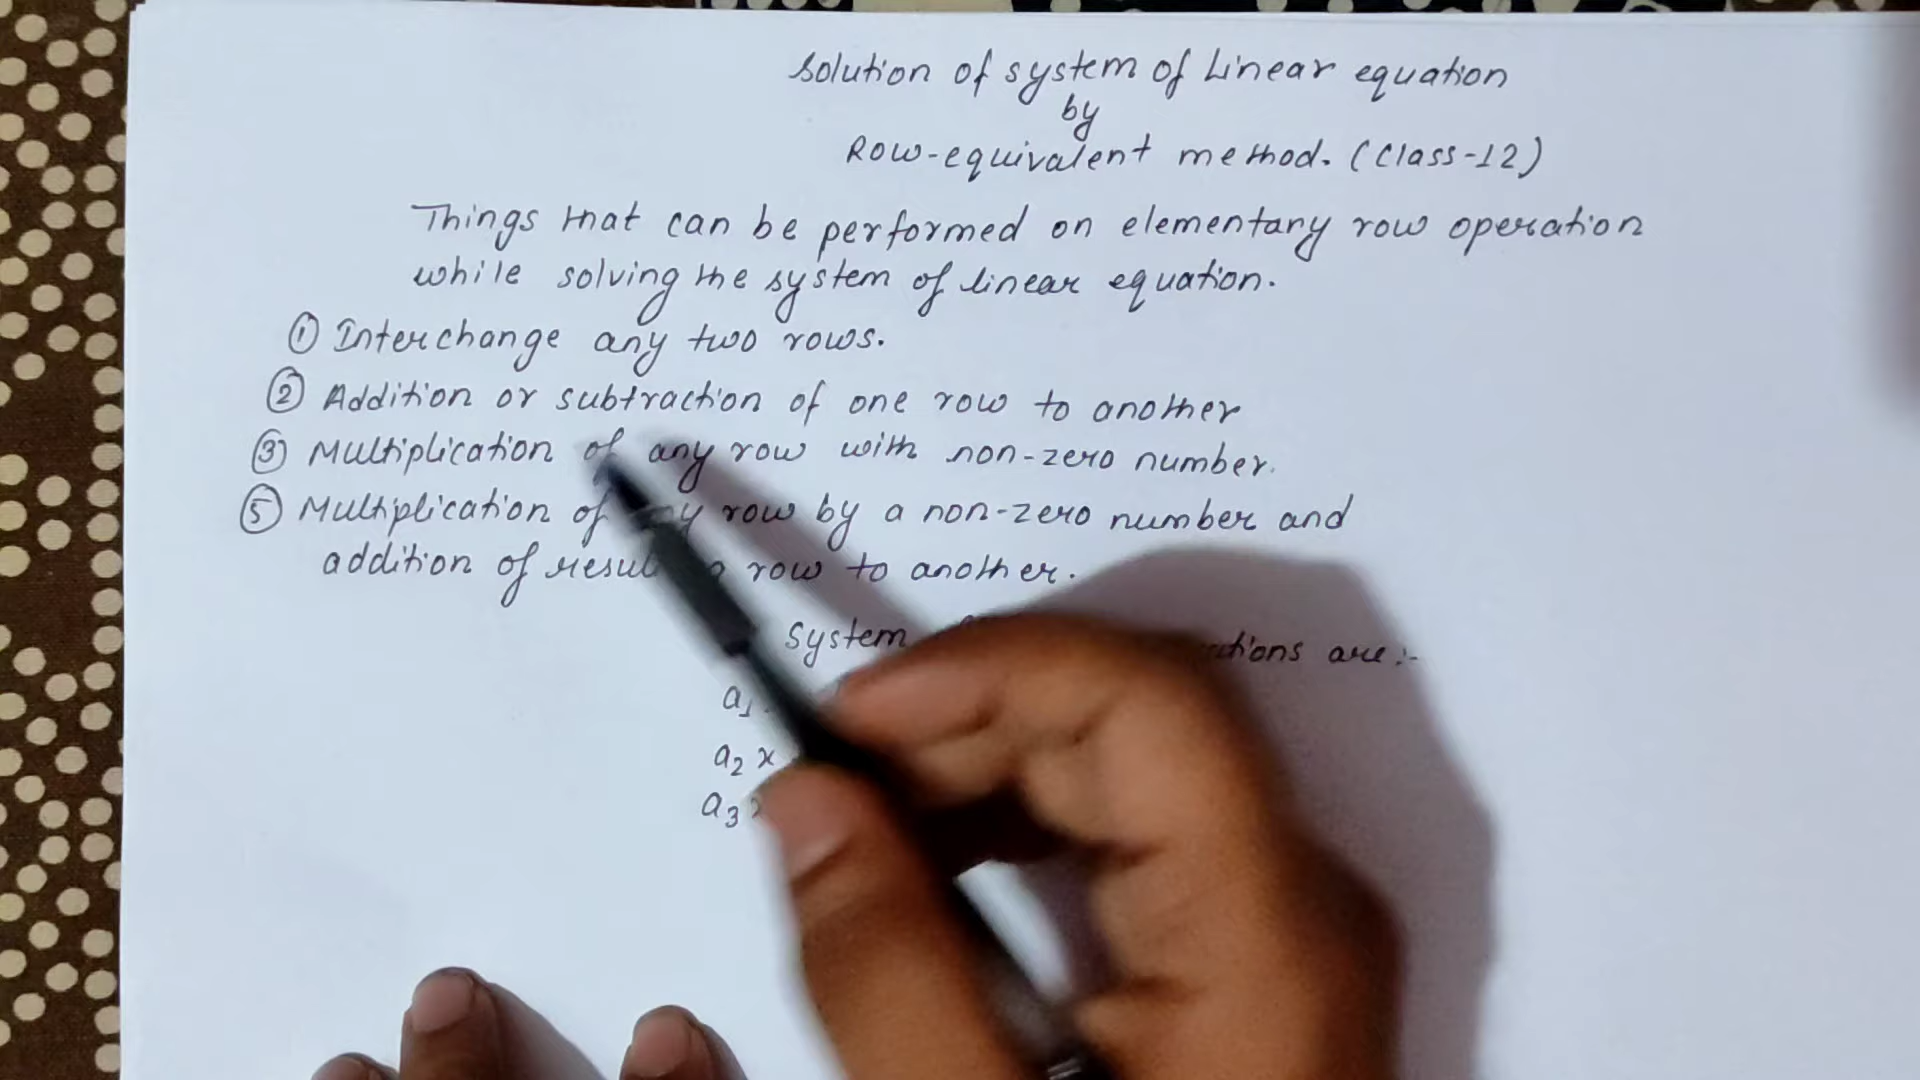 Solution of system of Linear equation
by
Row-equivalent method. (Class-12)
Things that can be performed on elementary row operation
while solving the system of linear equation.
① Interchange any two rows.
② Addition or subtraction of one row to another
③ Multiplication of any row with non-zero number.
⑤ Multiplication of row by a non-zero number and
addition of row to another.
System are:-
a₁
a₂ x
a₃